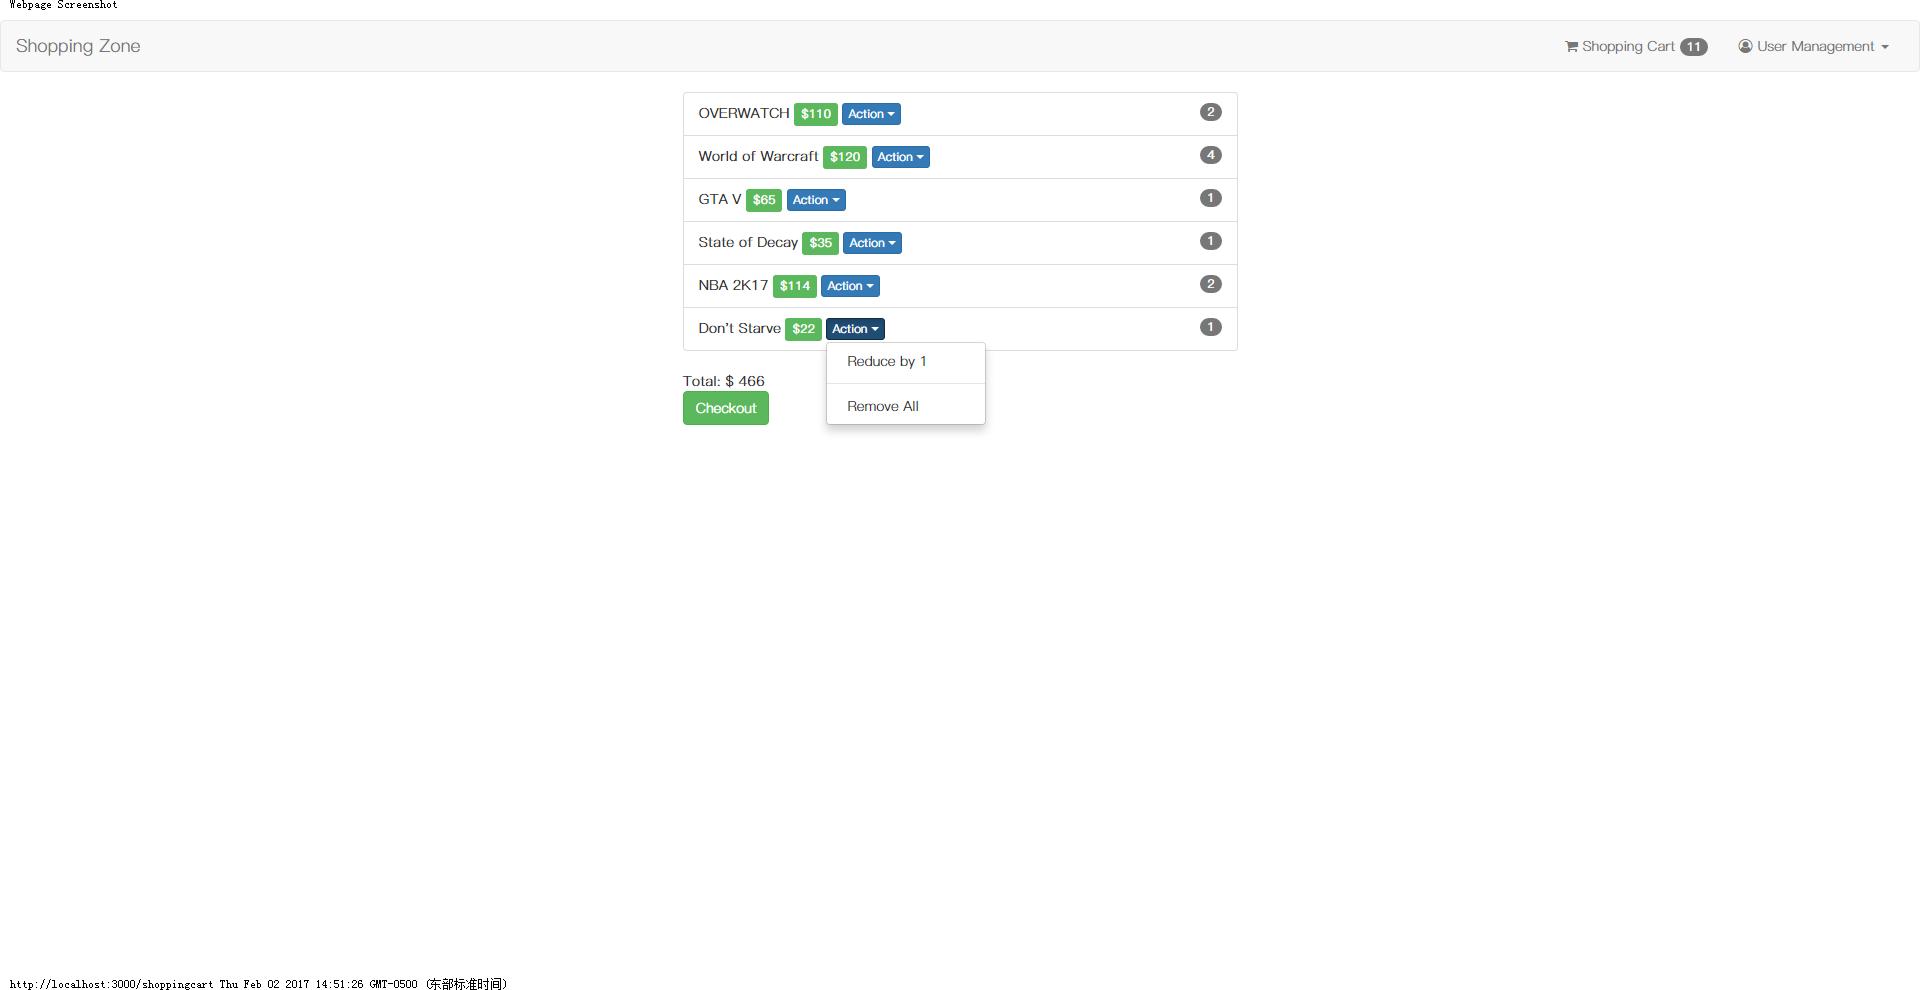 Webpage Screenshot
Shopping Zone
Shopping Cart 11 User Management
OVERWATCH $110 Action 2
World of Warcraft $120 Action 4
GTA V $65 Action 1
State of Decay $35 Action 1
NBA 2K17 $114 Action 2
Don't Starve $22 Action 1
Reduce by 1
Total: $ 466
Remove All
Checkout
http://localhost:3000/shoppingcart Thu Feb 02 2017 14:51:26 GMT-0500 (东部标准时间)